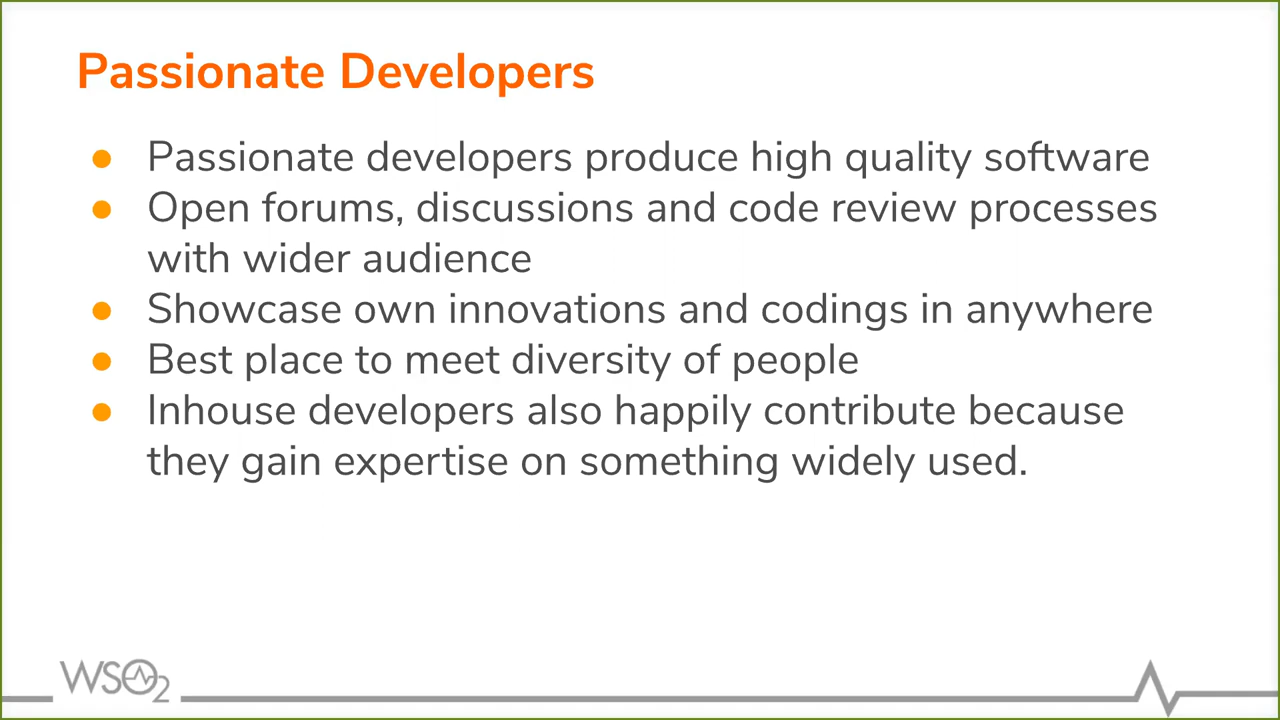 Passionate Developers
● Passionate developers produce high quality software
● Open forums, discussions and code review processes
with wider audience
● Showcase own innovations and codings in anywhere
● Best place to meet diversity of people
● Inhouse developers also happily contribute because
they gain expertise on something widely used.
WSO2